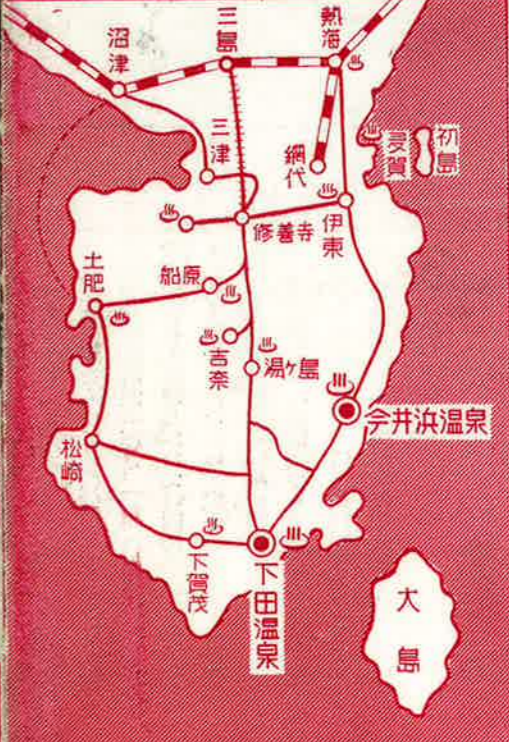 沼津
三島
熱海
三津
網代
多賀
初島
修善寺
伊東
土肥
船原
吉奈
湯ヶ島
今井浜温泉
松崎
下賀茂
下田温泉
大島